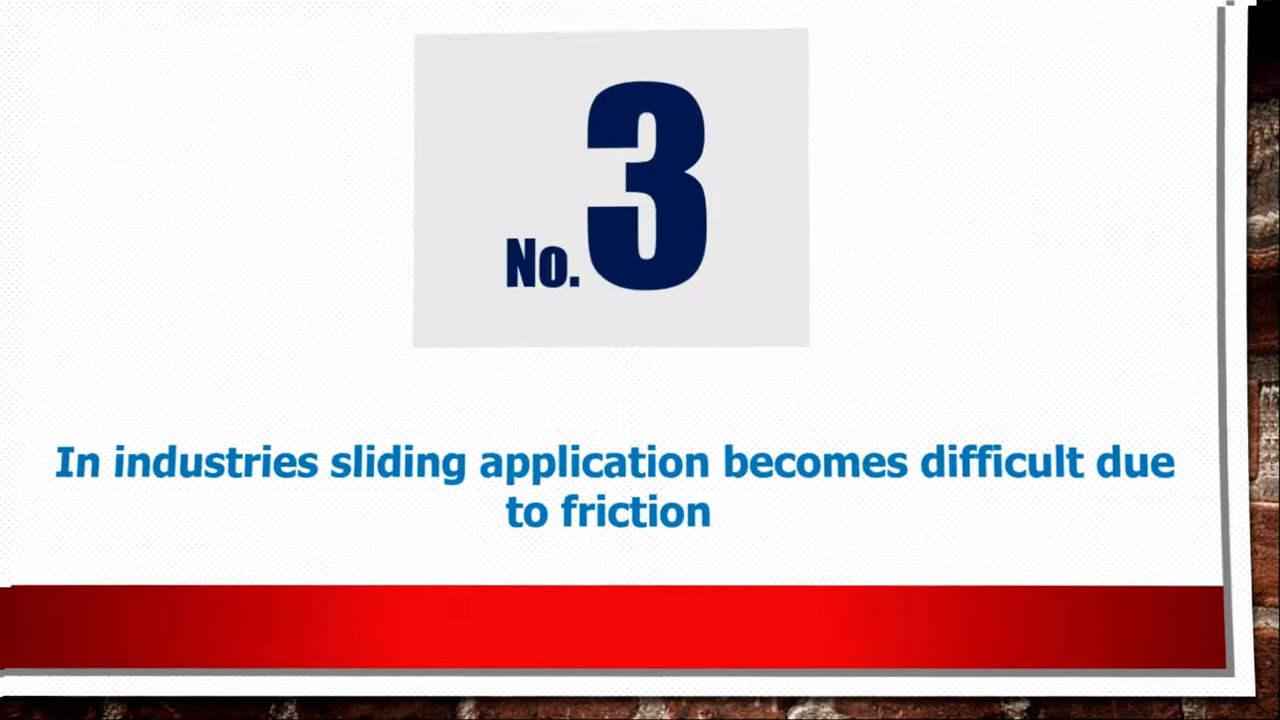 No.3
In industries sliding application becomes difficult due
to friction